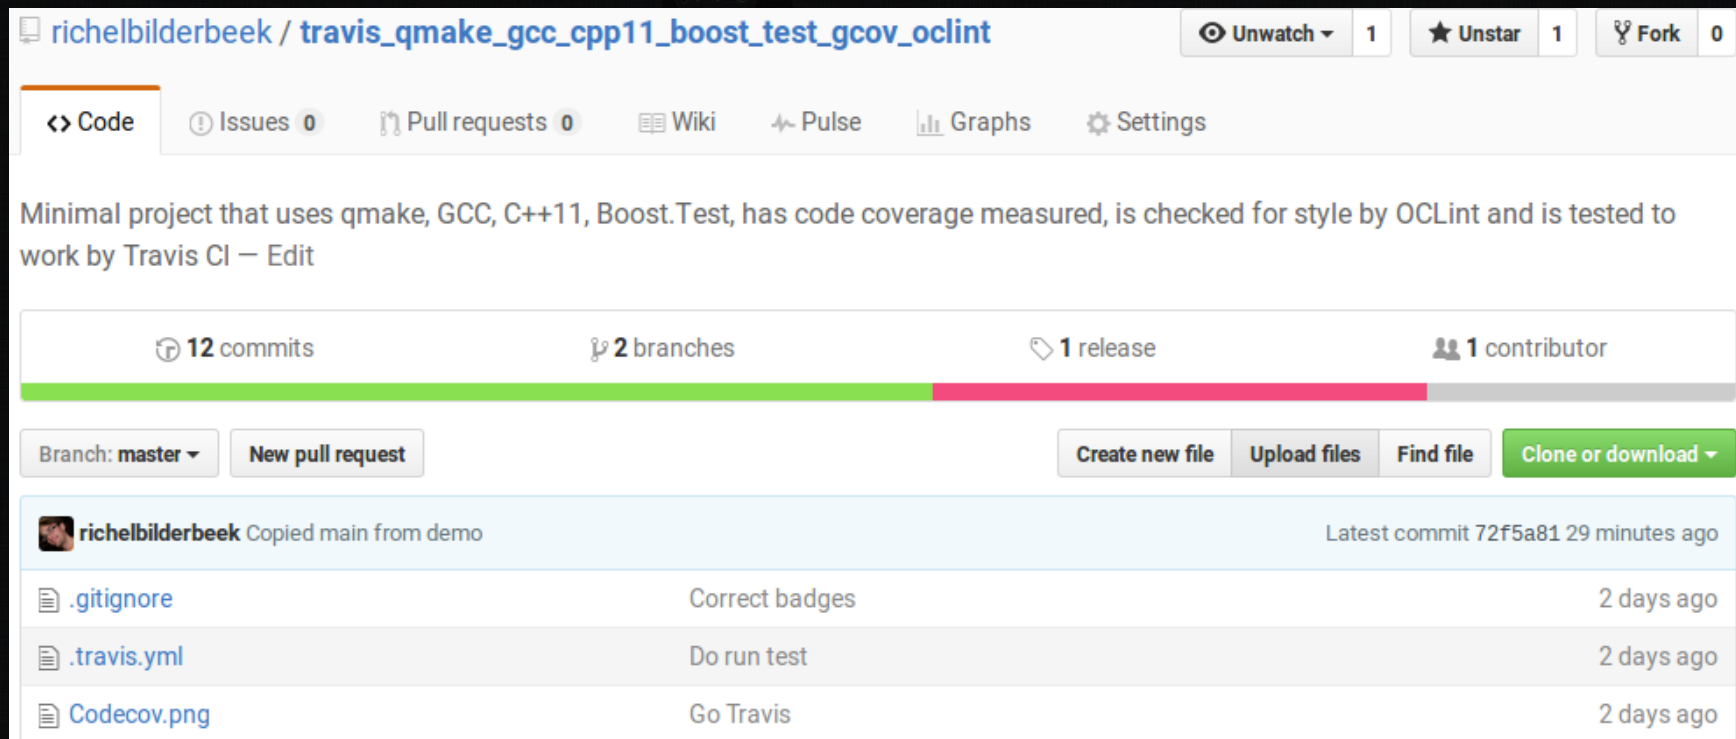 richelbilderbeek / travis_qmake_gcc_cpp11_boost_test_gcov_oclint Unwatch 1 Unstar 1 Fork 0
Code Issues 0 Pull requests 0 Wiki Pulse Graphs Settings
Minimal project that uses qmake, GCC, C++11, Boost.Test, has code coverage measured, is checked for style by OCLint and is tested to
work by Travis CI — Edit
12 commits 2 branches 1 release 1 contributor
Branch: master New pull request Create new file Upload files Find file Clone or download
richelbilderbeek Copied main from demo Latest commit 72f5a81 29 minutes ago
.gitignore Correct badges 2 days ago
.travis.yml Do run test 2 days ago
Codecov.png Go Travis 2 days ago